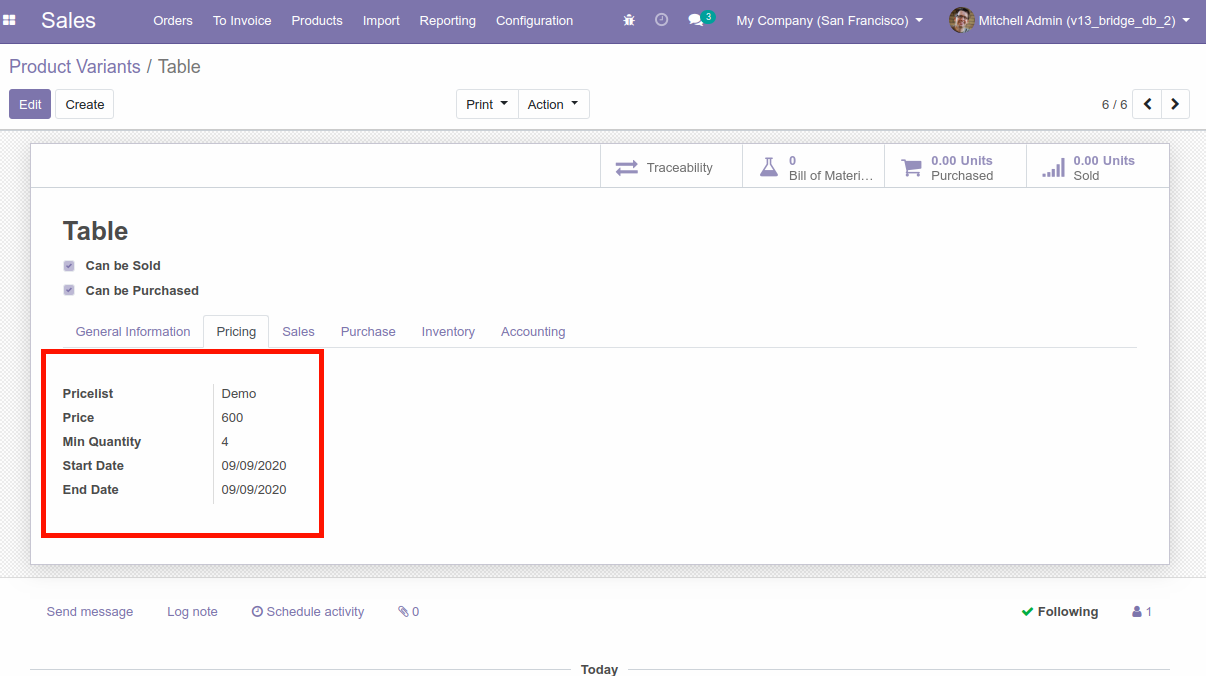 Sales Orders To Invoice Products Import Reporting Configuration 3 My Company (San Francisco) Mitchell Admin (v13_bridge_db_2)
Product Variants / Table
Edit Create Print Action 6 / 6
Traceability
0
Bill of Materi...
0.00 Units
Purchased
0.00 Units
Sold
Table
Can be Sold
Can be Purchased
General Information Pricing Sales Purchase Inventory Accounting
Pricelist Demo
Price 600
Min Quantity 4
Start Date 09/09/2020
End Date 09/09/2020
Send message Log note Schedule activity 0 Following 1
Today